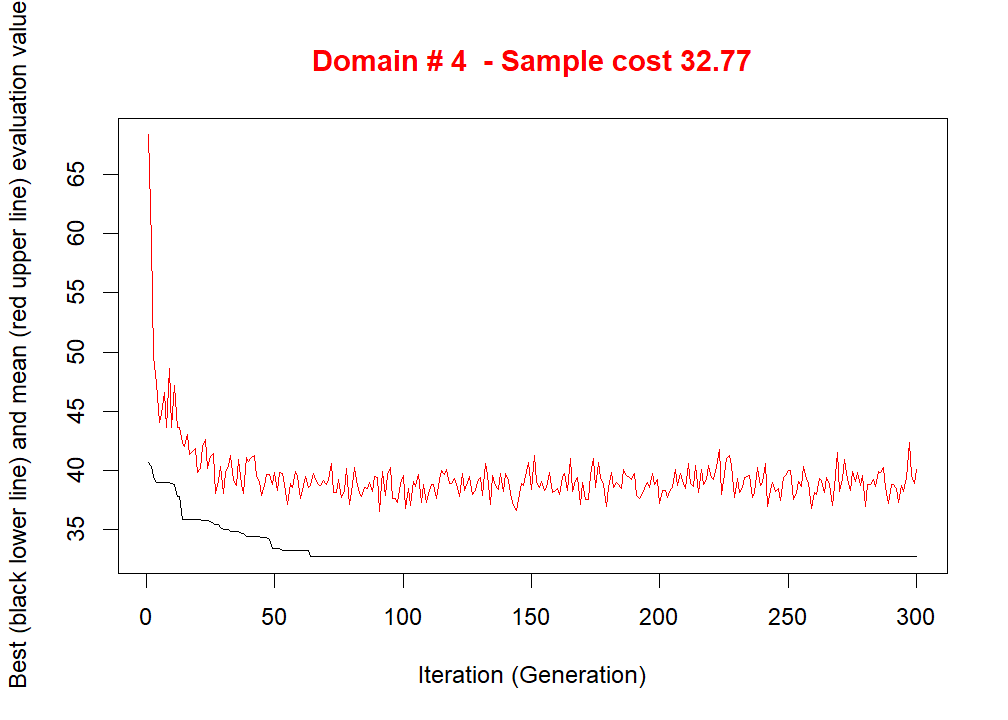 Domain # 4  - Sample cost 32.77
Best (black lower line) and mean (red upper line) evaluation value
65
60
55
50
45
40
35
0 50 100 150 200 250 300
Iteration (Generation)